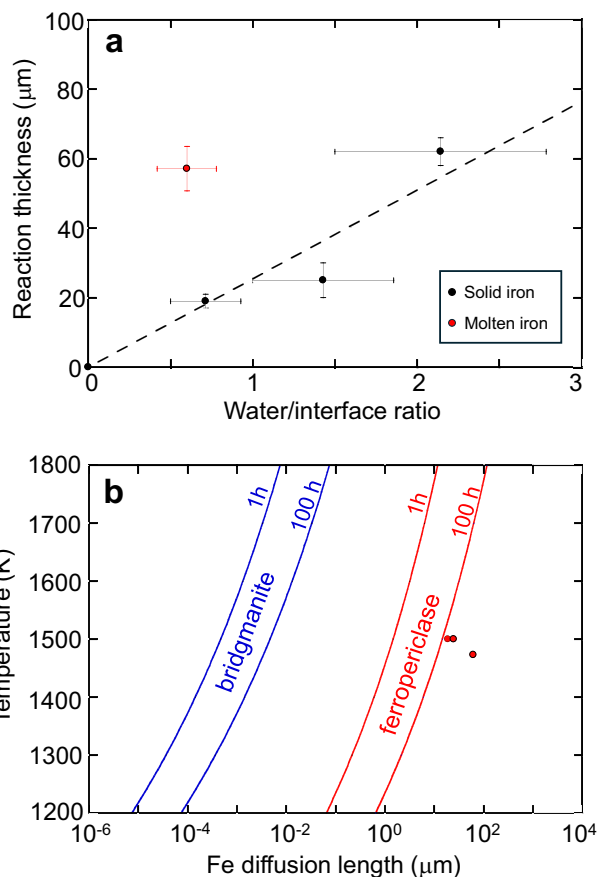 a
100
80
60
40
20
0
Reaction thickness (μm)
Solid iron
Molten iron
0 1 2 3
Water/interface ratio
b
1800
1700
1600
1500
1400
1300
1200
Temperature (K)
1h
100 h
bridgmanite
1h
100 h
ferropericlase
10-6 10-4 10-2 100 102 104
Fe diffusion length (μm)